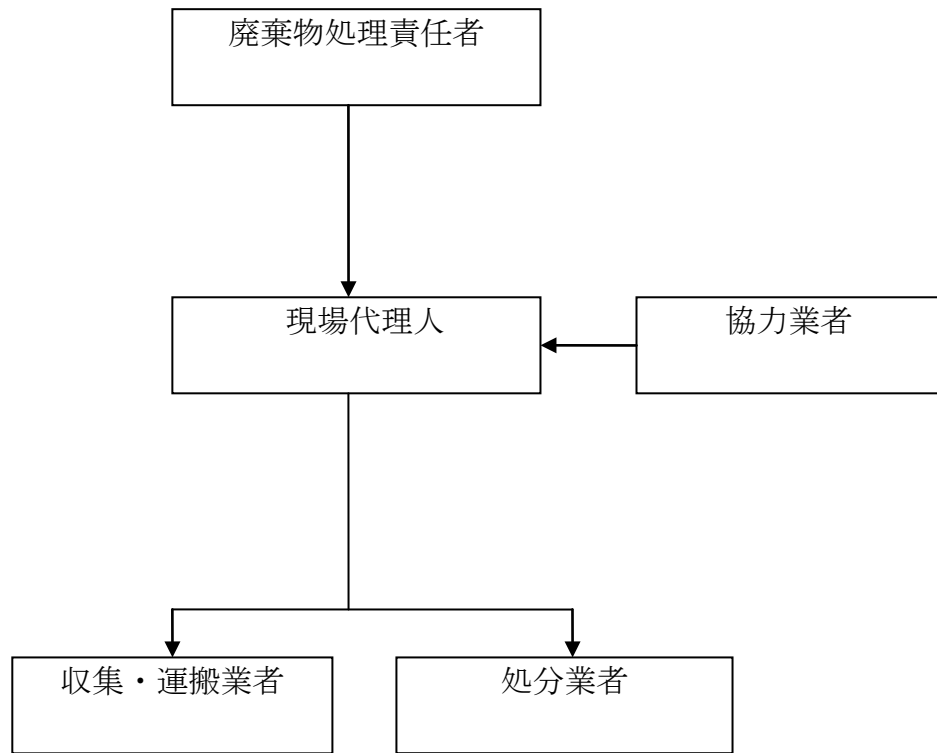 廃棄物処理責任者
現場代理人
協力業者
収集・運搬業者
処分業者